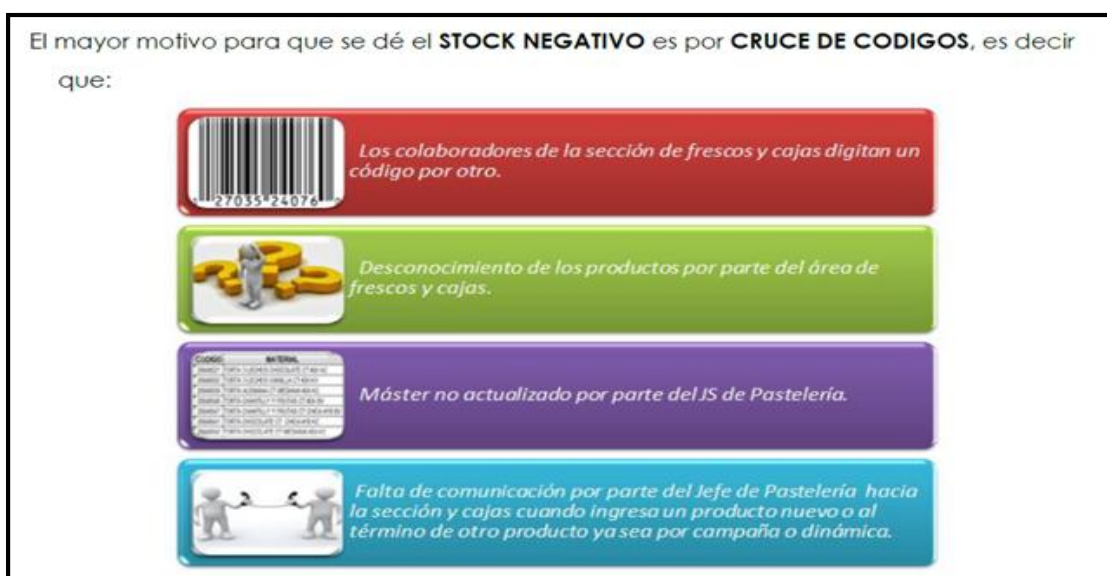 El mayor motivo para que se dé el STOCK NEGATIVO es por CRUCE DE CODIGOS, es decir
que:
Los colaboradores de la sección de frescos y cajas digitan un
código por otro.
27035 24076
Desconocimiento de los productos por parte del área de
frescos y cajas.
CODIGO MATERIAL
Máster no actualizado por parte del JS de Pastelería.
Falta de comunicación por parte del Jefe de Pastelería hacia
la sección y cajas cuando ingresa un producto nuevo o al
término de otro producto ya sea por campaña o dinámica.